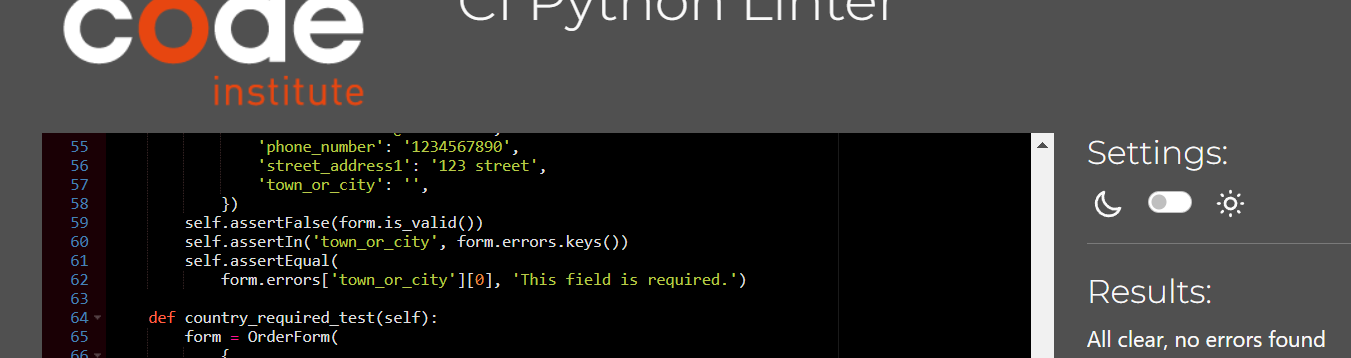 code
institute
CI Python Linter
55 'phone_number': '1234567890',
56 'street_address1': '123 street',
57 'town_or_city': '',
58 })
59 self.assertFalse(form.is_valid())
60 self.assertIn('town_or_city', form.errors.keys())
61 self.assertEqual(
62 form.errors['town_or_city'][0], 'This field is required.')
63
64 def country_required_test(self):
65 form = OrderForm(
66 {
Settings:
Results:
All clear, no errors found